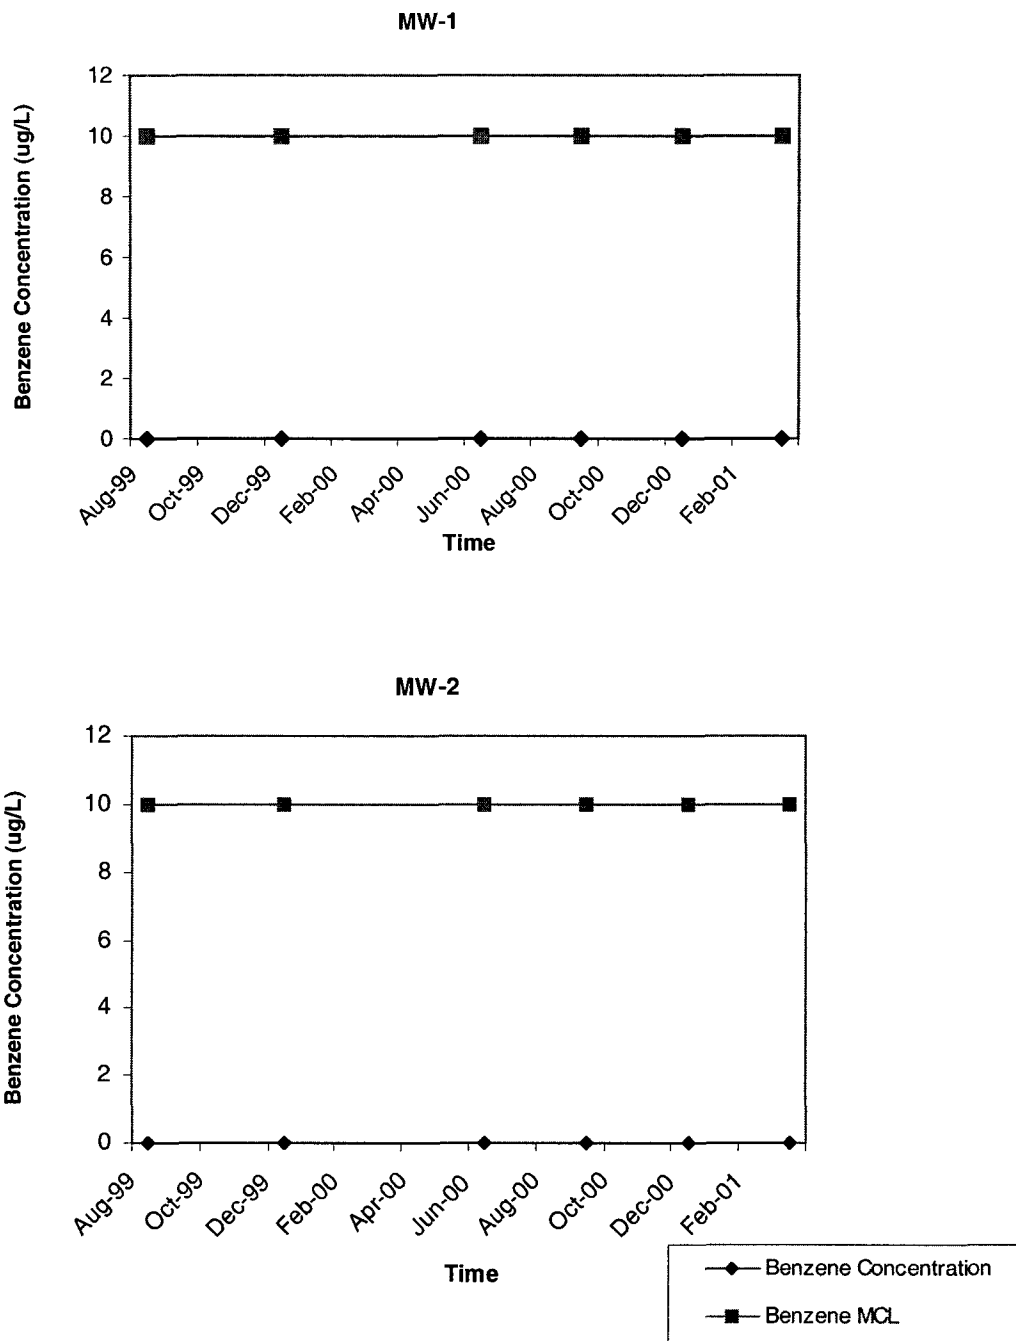 MW-1
Benzene Concentration (ug/L)
12
10
8
6
4
2
0
Aug-99 Oct-99 Dec-99 Feb-00 Apr-00 Jun-00 Aug-00 Oct-00 Dec-00 Feb-01
Time
MW-2
Benzene Concentration (ug/L)
12
10
8
6
4
2
0
Aug-99 Oct-99 Dec-99 Feb-00 Apr-00 Jun-00 Aug-00 Oct-00 Dec-00 Feb-01
Time
Benzene Concentration
Benzene MCL